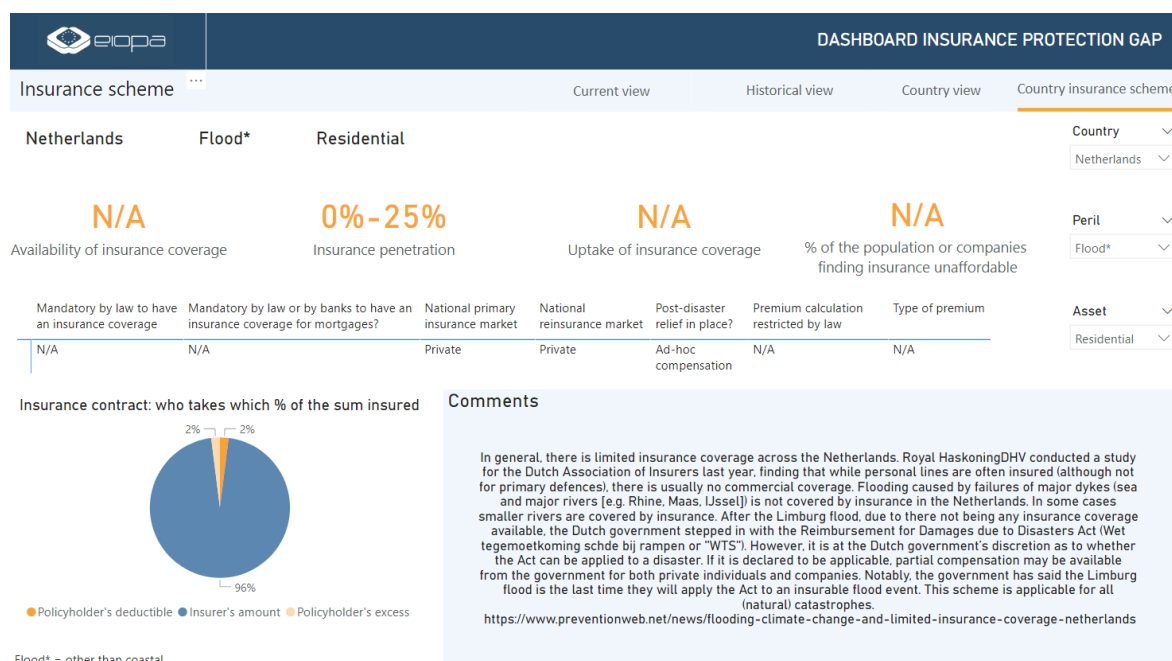 eiopa
DASHBOARD INSURANCE PROTECTION GAP
Insurance scheme
...
Current view
Historical view
Country view
Country insurance scheme
Netherlands
Flood*
Residential
Country
Netherlands
N/A
Availability of insurance coverage
0%-25%
Insurance penetration
N/A
Uptake of insurance coverage
N/A
% of the population or companies
finding insurance unaffordable
Peril
Flood*
Mandatory by law to have
an insurance coverage
Mandatory by law or by banks to have an
insurance coverage for mortgages?
National primary
insurance market
National
reinsurance market
Post-disaster
relief in place?
Premium calculation
restricted by law
Type of premium
N/A
N/A
Private
Private
Ad-hoc
compensation
N/A
N/A
Asset
Residential
Insurance contract: who takes which % of the sum insured
2%
2%
96%
Policyholder's deductible
Insurer's amount
Policyholder's excess
Comments
In general, there is limited insurance coverage across the Netherlands. Royal HaskoningDHV conducted a study
for the Dutch Association of Insurers last year, finding that while personal lines are often insured (although not
for primary defences), there is usually no commercial coverage. Flooding caused by failures of major dykes (sea
and major rivers [e.g. Rhine, Maas, IJssel]) is not covered by insurance in the Netherlands. In some cases
smaller rivers are covered by insurance. After the Limburg flood, due to there not being any insurance coverage
available, the Dutch government stepped in with the Reimbursement for Damages due to Disasters Act (Wet
tegemoetkoming schde bij rampen or "WTS"). However, it is at the Dutch government's discretion as to whether
the Act can be applied to a disaster. If it is declared to be applicable, partial compensation may be available
from the government for both private individuals and companies. Notably, the government has said the Limburg
flood is the last time they will apply the Act to an insurable flood event. This scheme is applicable for all
(natural) catastrophes.
https://www.preventionweb.net/news/flooding-climate-change-and-limited-insurance-coverage-netherlands
Flood* = other than coastal